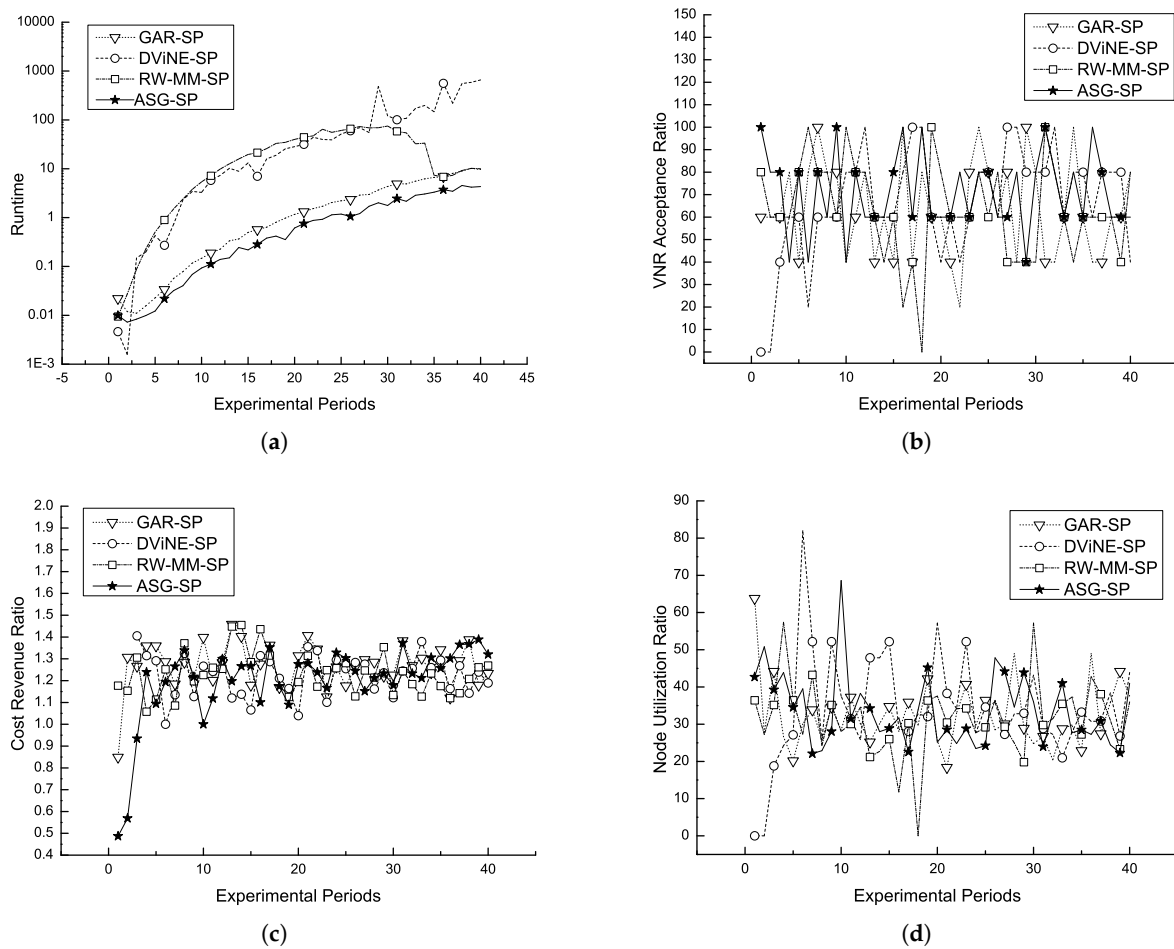 10000
1000
100
10
1
0.1
0.01
1E-3
-5 0 5 10 15 20 25 30 35 40 45
Runtime
Experimental Periods
GAR-SP
DViNE-SP
RW-MM-SP
ASG-SP
(a)
150
140
130
120
110
100
90
80
70
60
50
40
30
20
10
0
0 10 20 30 40
VNR Acceptance Ratio
Experimental Periods
GAR-SP
DViNE-SP
RW-MM-SP
ASG-SP
(b)
2.0
1.9
1.8
1.7
1.6
1.5
1.4
1.3
1.2
1.1
1.0
0.9
0.8
0.7
0.6
0.5
0.4
0 10 20 30 40
Cost Revenue Ratio
Experimental Periods
GAR-SP
DViNE-SP
RW-MM-SP
ASG-SP
(c)
90
80
70
60
50
40
30
20
10
0
0 10 20 30 40
Node Utilization Ratio
Experimental Periods
GAR-SP
DViNE-SP
RW-MM-SP
ASG-SP
(d)